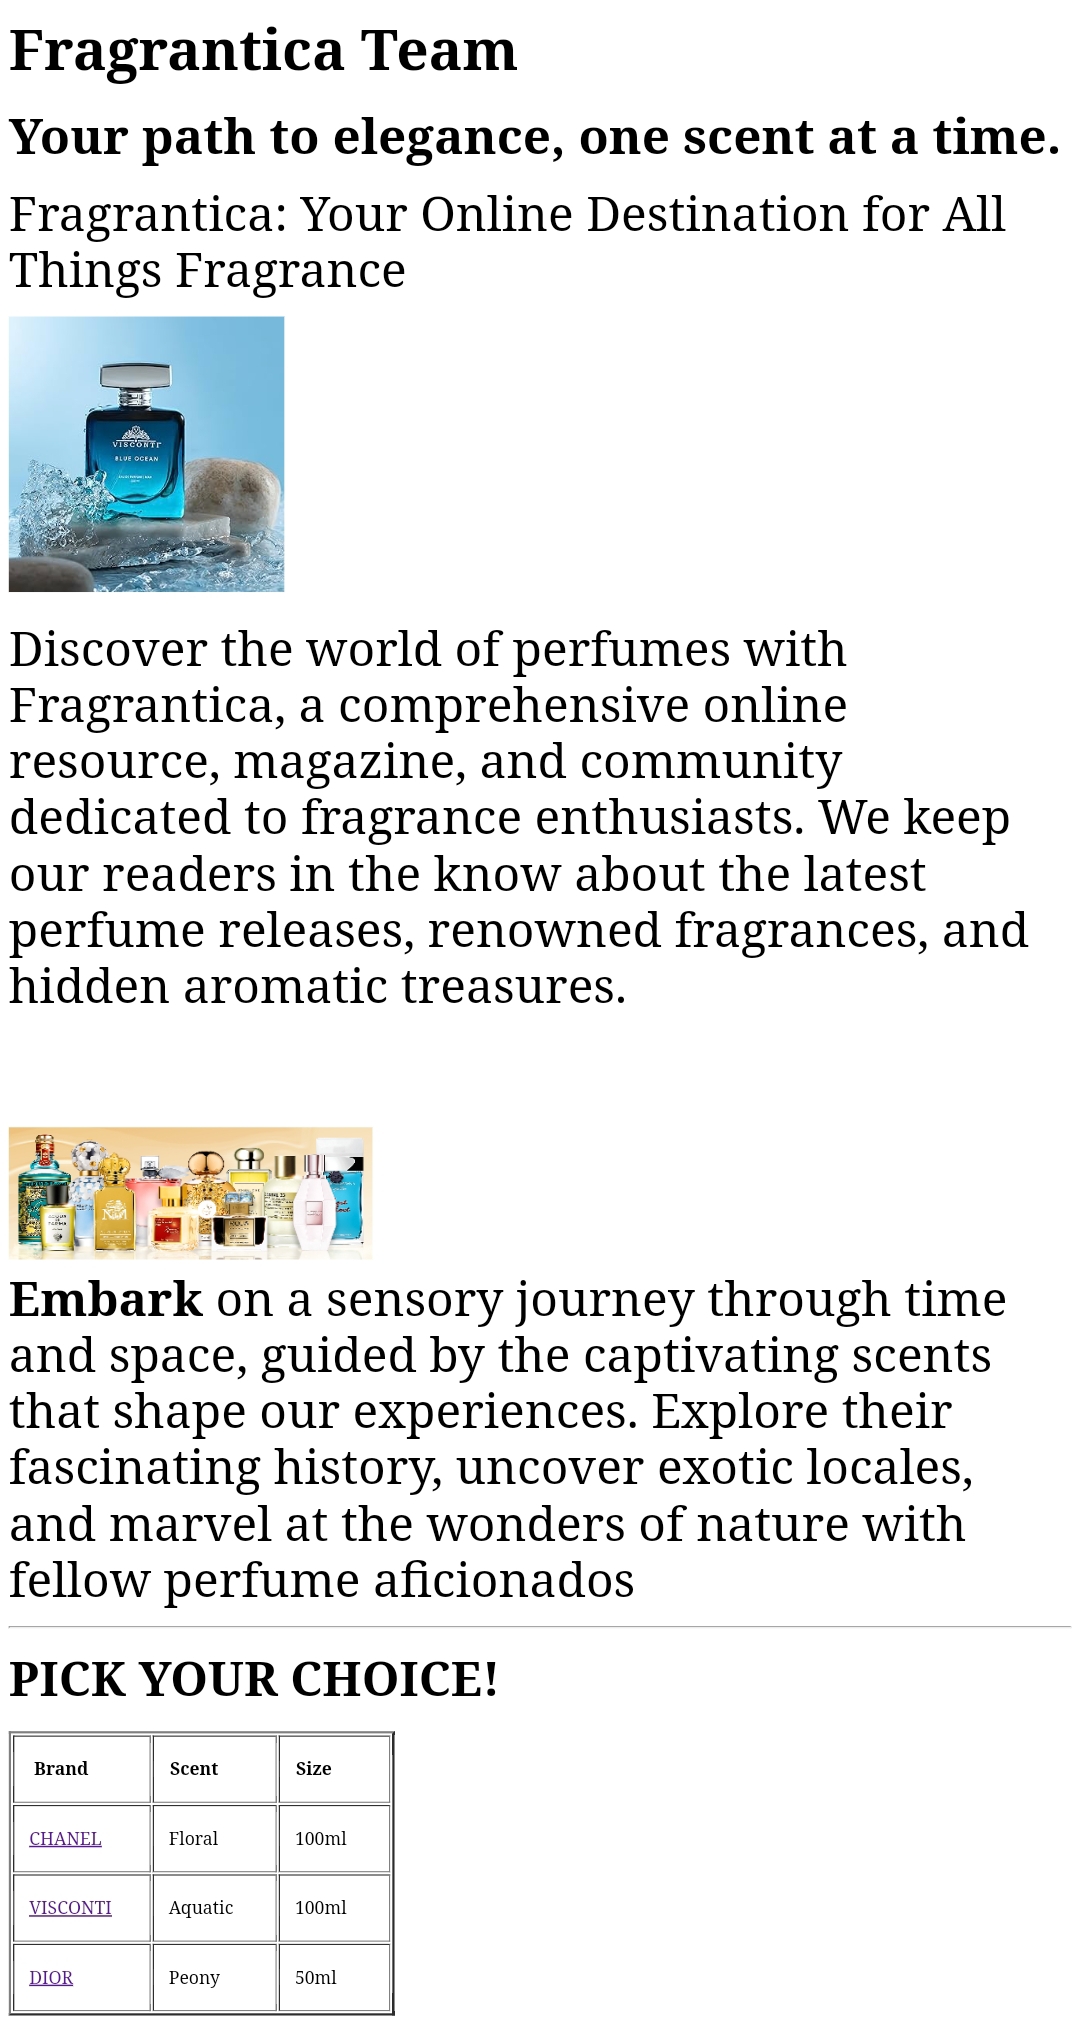 Fragrantica Team
Your path to elegance, one scent at a time.
Fragrantica: Your Online Destination for All
Things Fragrance
VISCONTI
BLUE OCEAN
Discover the world of perfumes with
Fragrantica, a comprehensive online
resource, magazine, and community
dedicated to fragrance enthusiasts. We keep
our readers in the know about the latest
perfume releases, renowned fragrances, and
hidden aromatic treasures.
ACQUA
PARMA
Embark on a sensory journey through time
and space, guided by the captivating scents
that shape our experiences. Explore their
fascinating history, uncover exotic locales,
and marvel at the wonders of nature with
fellow perfume aficionados
PICK YOUR CHOICE!
Brand Scent Size
CHANEL Floral 100ml
VISCONTI Aquatic 100ml
DIOR Peony 50ml